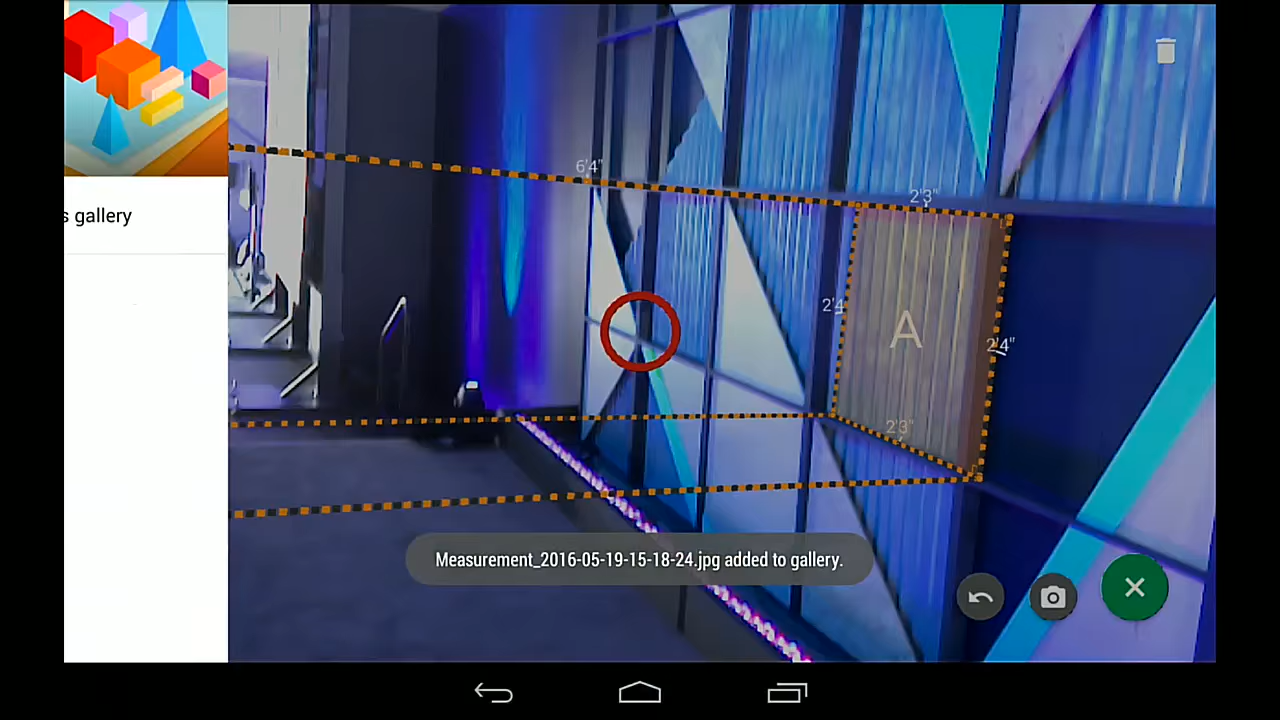 s gallery
6'4"
2'3"
2'4
A
2'4"
2'3"
Measurement_2016-05-19-15-18-24.jpg added to gallery.